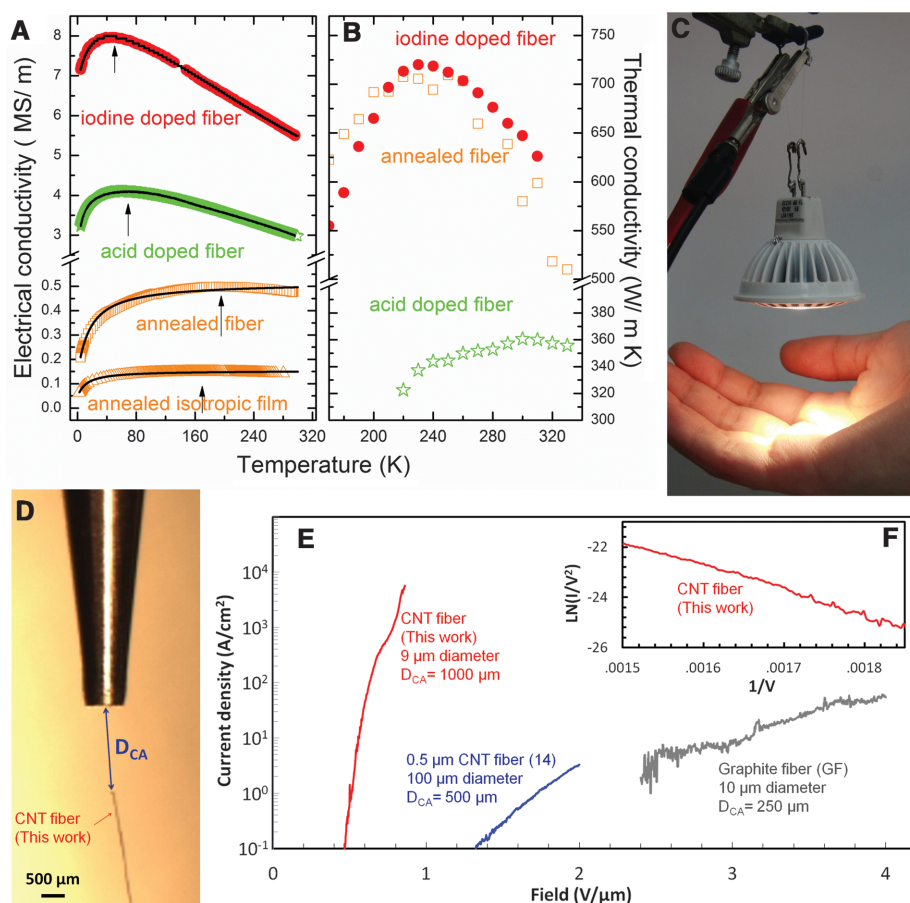 A
8
7
6
5
4
3
0.5
0.4
0.3
0.2
0.1
0.0
Electrical conductivity ( MS/ m)
iodine doped fiber
acid doped fiber
annealed fiber
annealed isotropic film
0
80
160
240
320
B
iodine doped fiber
annealed fiber
acid doped fiber
750
700
650
600
550
500
380
360
340
320
300
Thermal conductivity (W/ m K)
180
200
240
280
320
Temperature (K)
C
D
DCA
CNT fiber
(This work)
500 µm
E
Current density (A/cm²)
10⁴
10³
10²
10¹
10⁰
10⁻¹
CNT fiber
(This work)
9 µm diameter
DCA= 1000 µm
0.5 µm CNT fiber (14)
100 µm diameter
DCA= 500 µm
Graphite fiber (GF)
10 µm diameter
DCA= 250 µm
0
1
2
3
4
Field (V/µm)
F
LN(I/V²)
-22
-24
-26
CNT fiber
(This work)
.0015
.0016
.0017
.0018
1/V